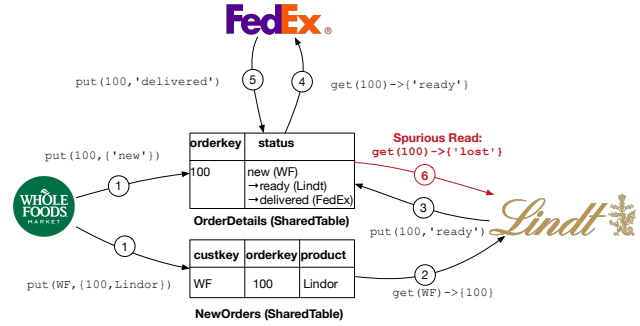 FedEx®
put(100,'delivered')
5
4
get(100)->{'ready'}
orderkey status
Spurious Read:
get(100)->{'lost'}
put(100,{'new'})
100 new (WF)
→ready (Lindt)
→delivered (FedEx)
1
6
OrderDetails (SharedTable)
WHOLE
FOODS
MARKET
3
Lindt
put(100,'ready')
1
custkey orderkey product
WF 100 Lindor
2
put(WF,{100,Lindor})
get(WF)->{100}
NewOrders (SharedTable)